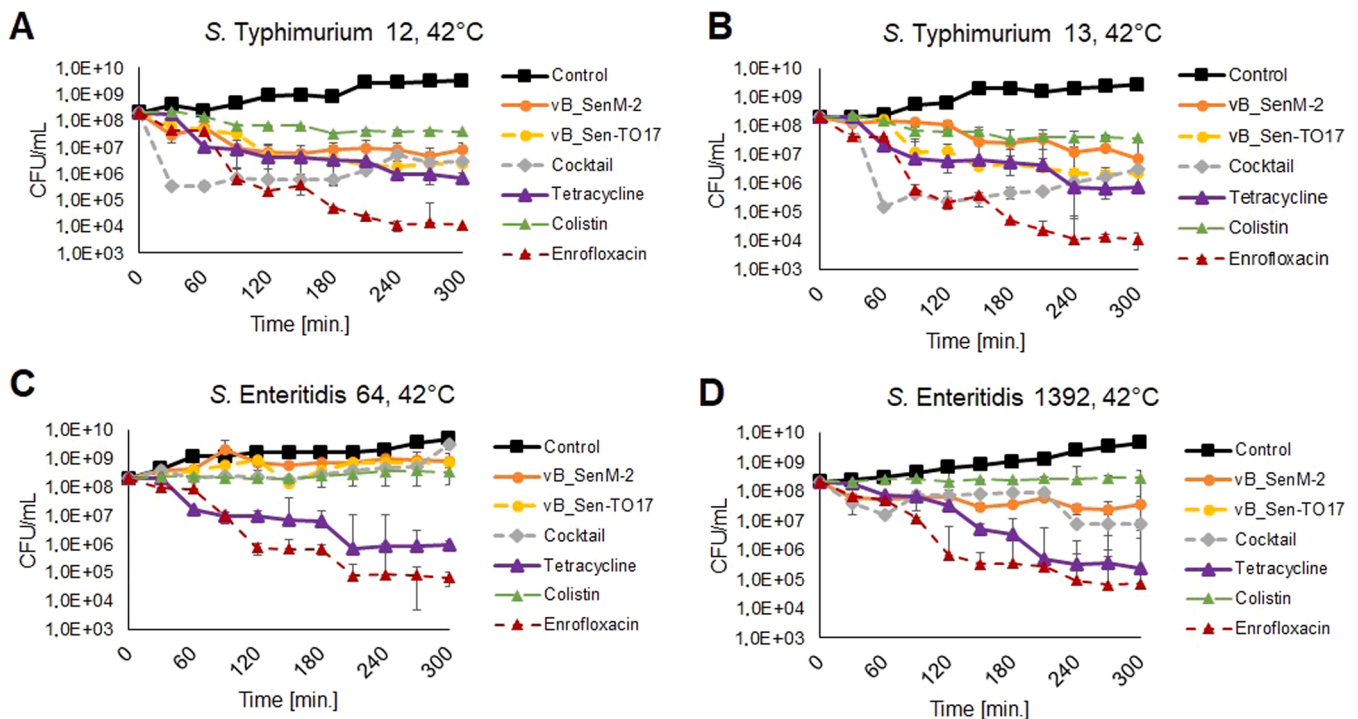 A
S. Typhimurium 12, 42°C
CFU/mL
1,0E+10
1,0E+09
1,0E+08
1,0E+07
1,0E+06
1,0E+05
1,0E+04
1,0E+03
0
60
120
180
240
300
Time [min.]
Control
vB_SenM-2
vB_Sen-TO17
Cocktail
Tetracycline
Colistin
Enrofloxacin
B
S. Typhimurium 13, 42°C
CFU/mL
1,0E+10
1,0E+09
1,0E+08
1,0E+07
1,0E+06
1,0E+05
1,0E+04
1,0E+03
0
60
120
180
240
300
Time [min.]
Control
vB_SenM-2
vB_Sen-TO17
Cocktail
Tetracycline
Colistin
Enrofloxacin
C
S. Enteritidis 64, 42°C
CFU/mL
1,0E+10
1,0E+09
1,0E+08
1,0E+07
1,0E+06
1,0E+05
1,0E+04
1,0E+03
0
60
120
180
240
300
Time [min.]
Control
vB_SenM-2
vB_Sen-TO17
Cocktail
Tetracycline
Colistin
Enrofloxacin
D
S. Enteritidis 1392, 42°C
CFU/mL
1,0E+10
1,0E+09
1,0E+08
1,0E+07
1,0E+06
1,0E+05
1,0E+04
1,0E+03
0
60
120
180
240
300
Time [min.]
Control
vB_SenM-2
vB_Sen-TO17
Cocktail
Tetracycline
Colistin
Enrofloxacin